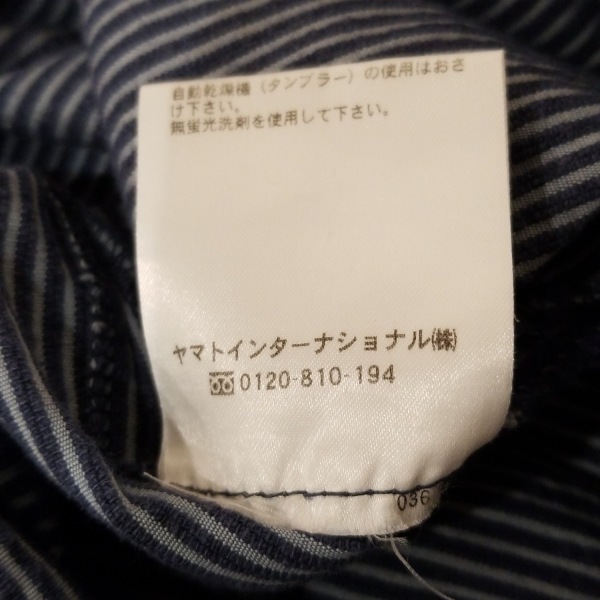 自動乾燥機（タンブラー）の使用はおさ
け下さい。
無蛍光洗剤を使用して下さい。
ヤマトインターナショナル㈱
0120-810-194
036